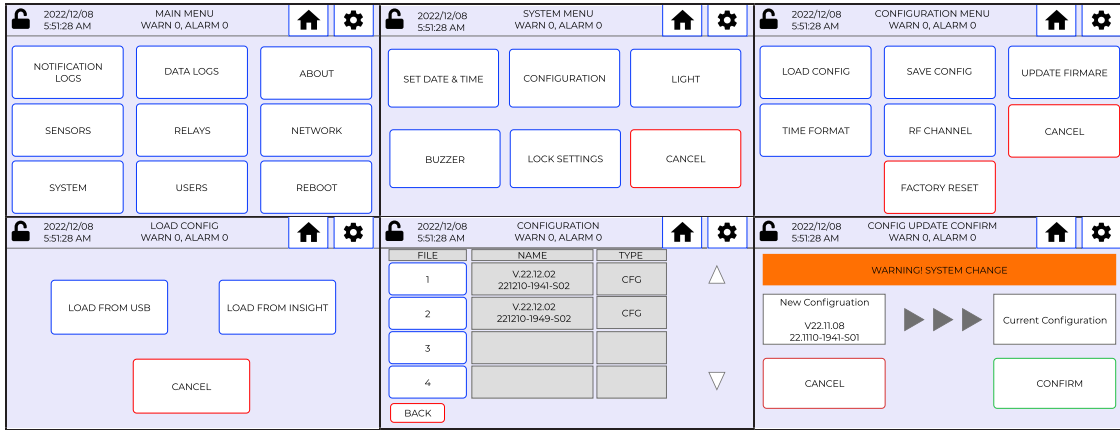 2022/12/08
5:51:28 AM
MAIN MENU
WARN 0, ALARM 0
NOTIFICATION
LOGS
DATA LOGS
ABOUT
SENSORS
RELAYS
NETWORK
SYSTEM
USERS
REBOOT
2022/12/08
5:51:28 AM
SYSTEM MENU
WARN 0, ALARM 0
SET DATE & TIME
CONFIGURATION
LIGHT
BUZZER
LOCK SETTINGS
CANCEL
2022/12/08
5:51:28 AM
CONFIGURATION MENU
WARN 0, ALARM 0
LOAD CONFIG
SAVE CONFIG
UPDATE FIRMARE
TIME FORMAT
RF CHANNEL
CANCEL
FACTORY RESET
2022/12/08
5:51:28 AM
LOAD CONFIG
WARN 0, ALARM 0
LOAD FROM USB
LOAD FROM INSIGHT
CANCEL
2022/12/08
5:51:28 AM
CONFIGURATION
WARN 0, ALARM 0
FILE NAME TYPE
1 V.22.12.02
221210-1941-S02 CFG
2 V.22.12.02
221210-1949-S02 CFG
3
4
BACK
2022/12/08
5:51:28 AM
CONFIG UPDATE CONFIRM
WARN 0, ALARM 0
WARNING! SYSTEM CHANGE
New Configruation
V22.11.08
22.1110-1941-S01
Current Configuration
CANCEL
CONFIRM